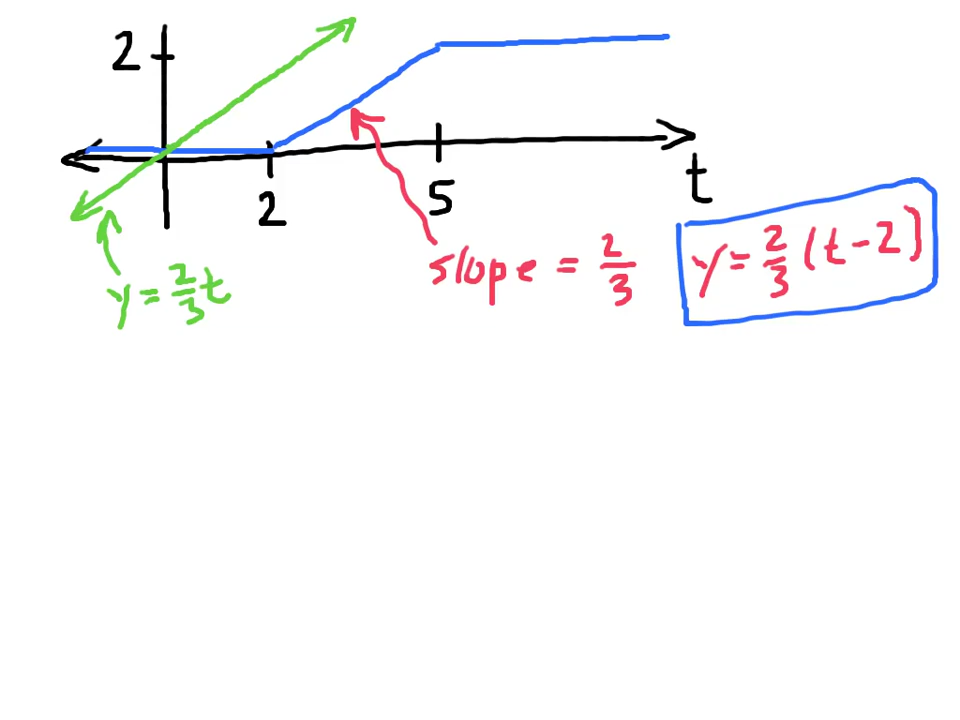 2
2
5
t
y = 2/3 t
slope = 2/3
y = 2/3 (t - 2)